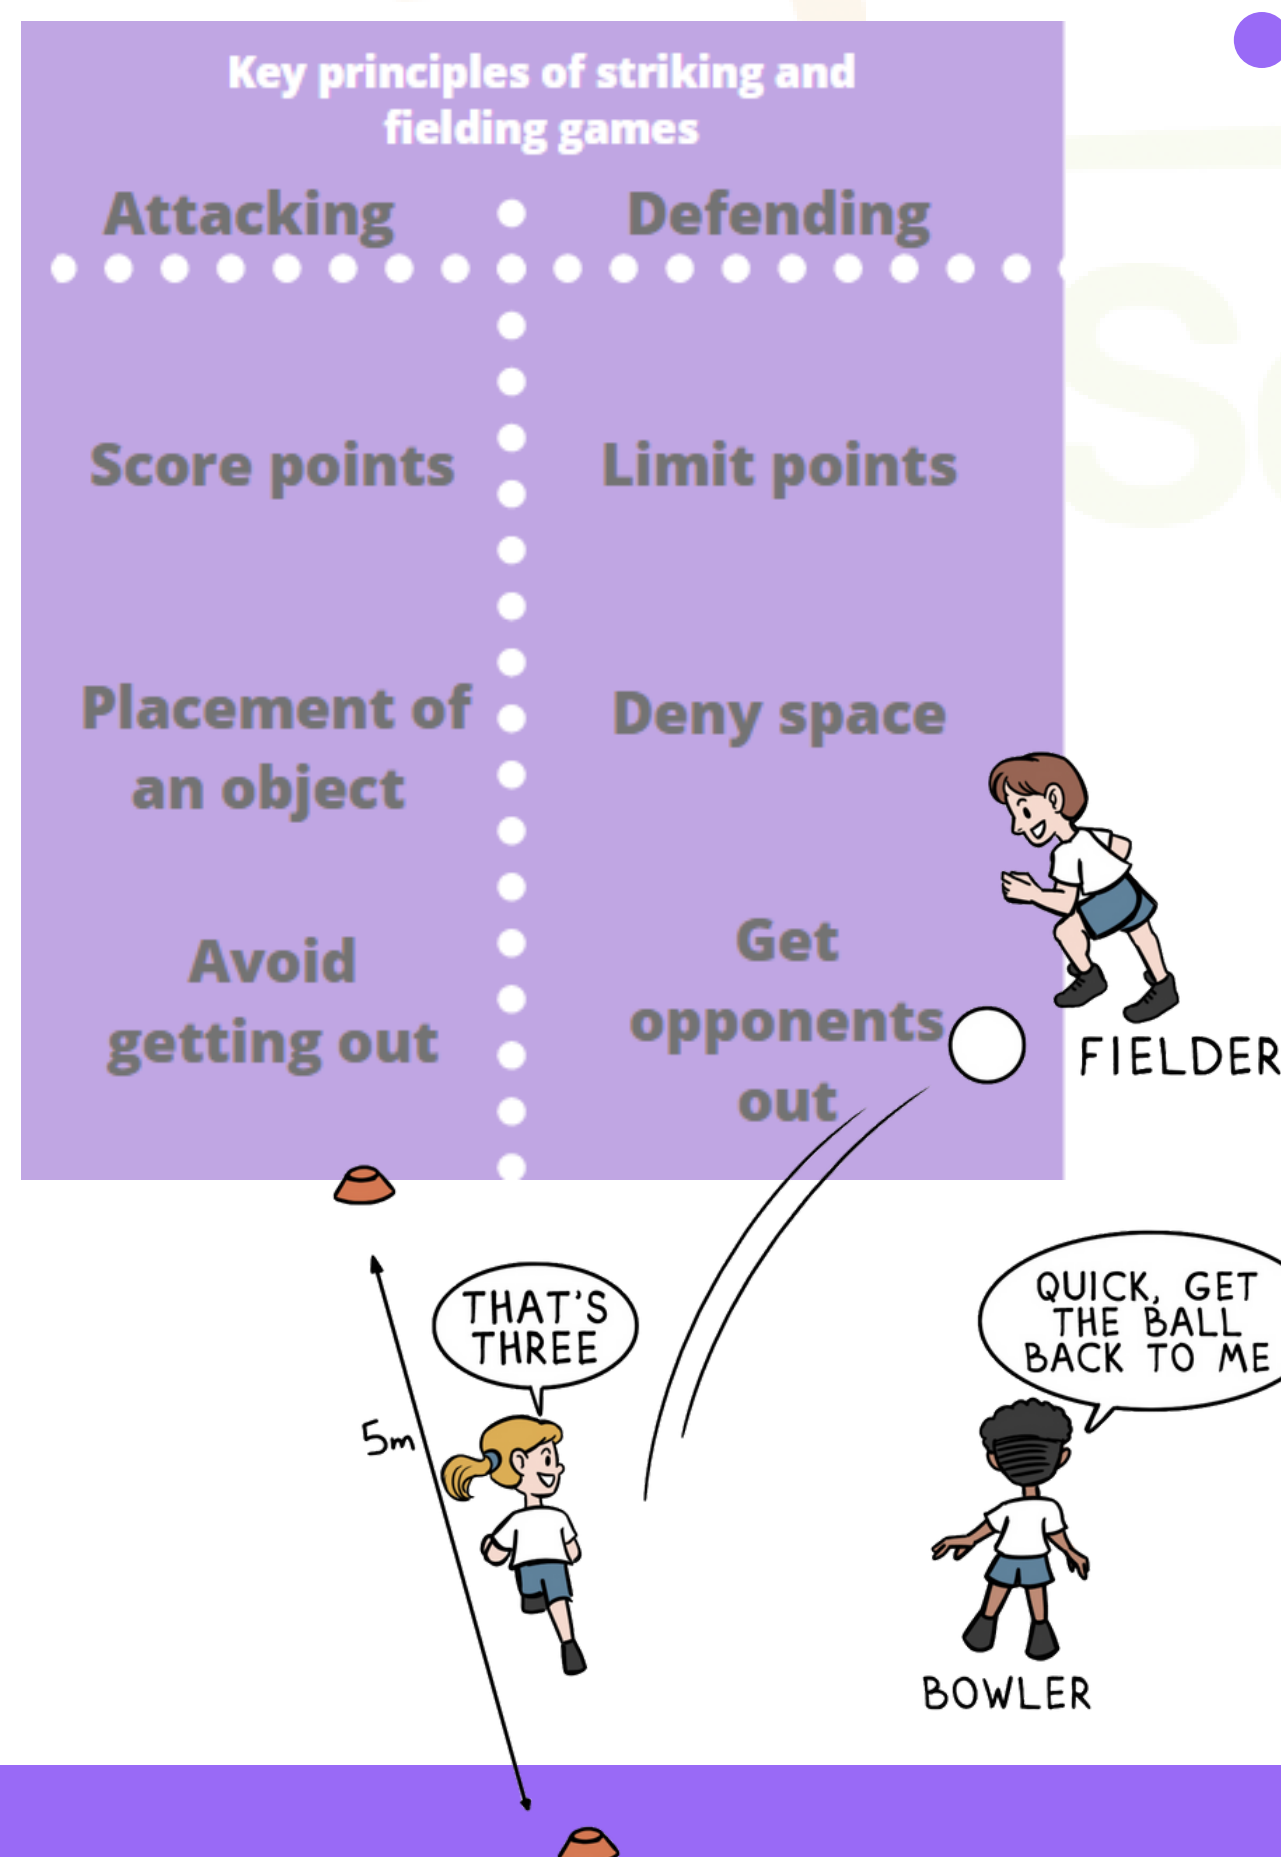 Key principles of striking and
fielding games
Attacking
Defending
Score points
Limit points
Placement of
an object
Deny space
Avoid
getting out
Get
opponents
out
FIELDER
THAT'S
THREE
QUICK, GET
THE BALL
BACK TO ME
5m
BOWLER